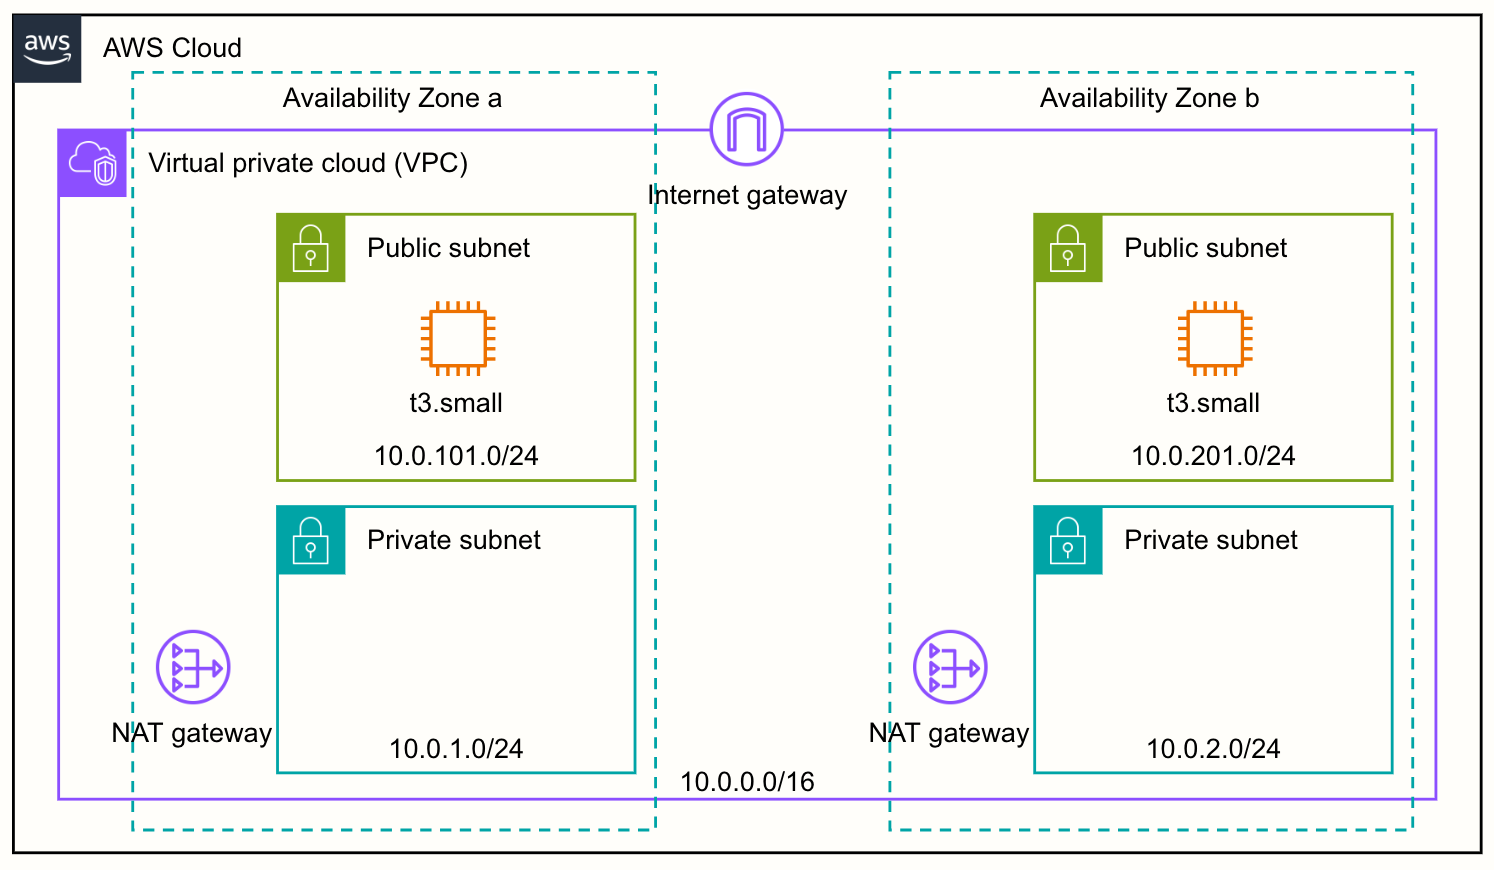 aws
AWS Cloud
Availability Zone a
Availability Zone b
Virtual private cloud (VPC)
Internet gateway
Public subnet
t3.small
10.0.101.0/24
Public subnet
t3.small
10.0.201.0/24
Private subnet
NAT gateway
10.0.1.0/24
Private subnet
NAT gateway
10.0.2.0/24
10.0.0.0/16